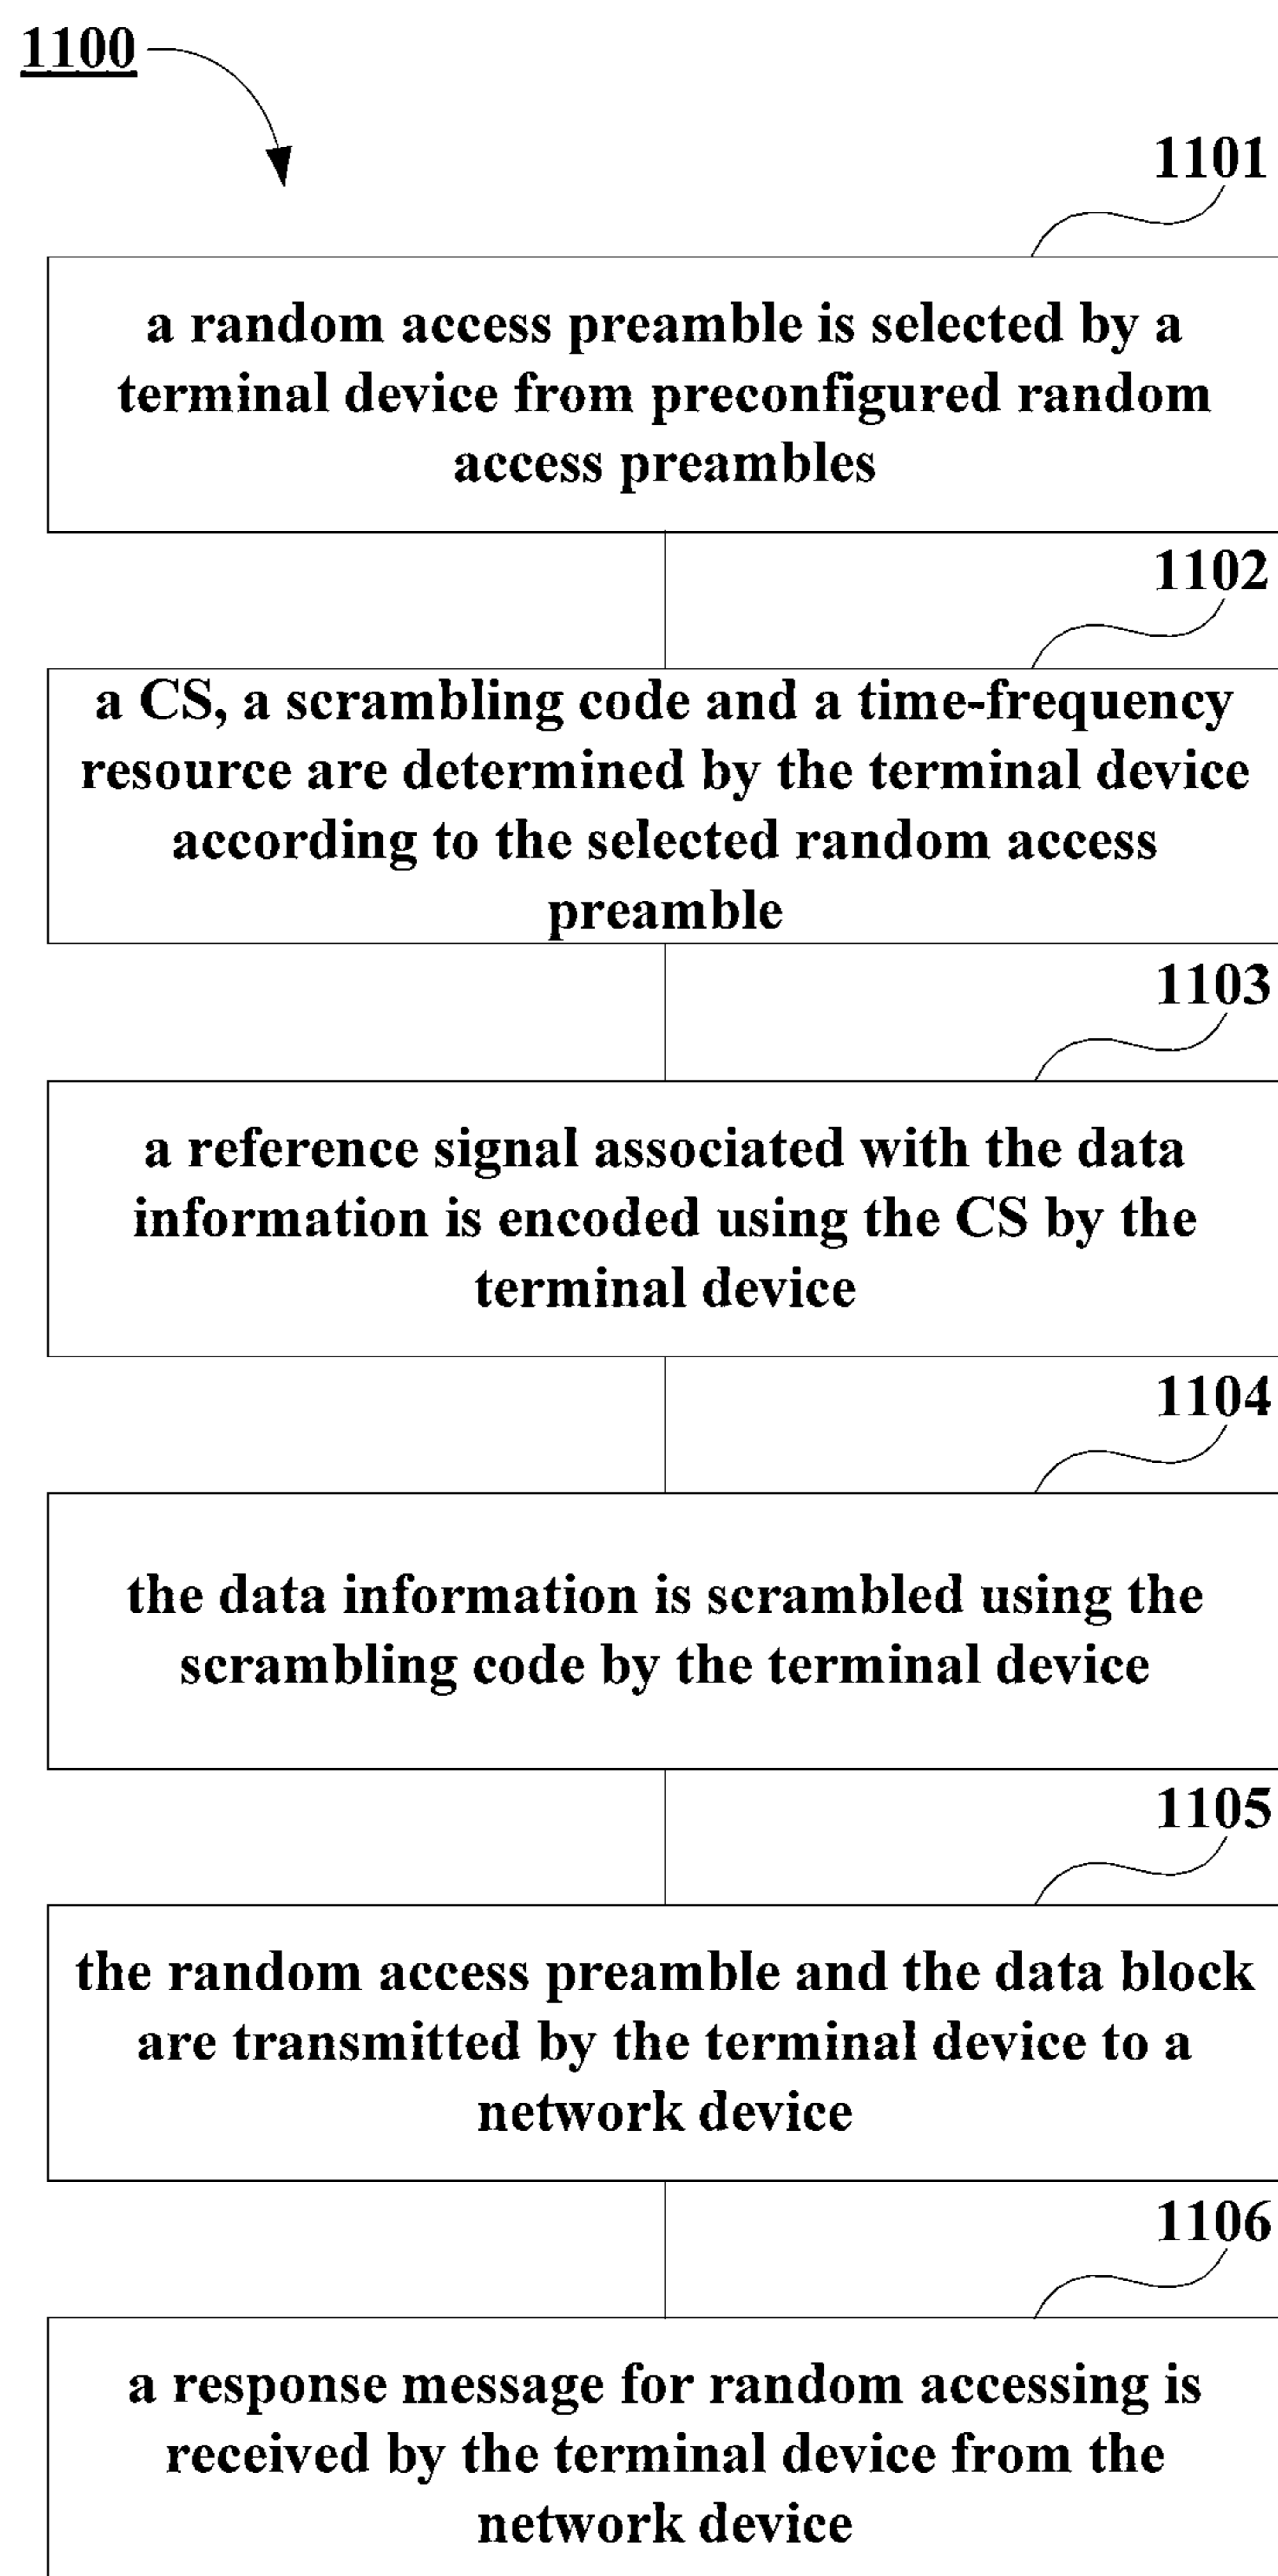 1100
1101
a random access preamble is selected by a
terminal device from preconfigured random
access preambles
1102
a CS, a scrambling code and a time-frequency
resource are determined by the terminal device
according to the selected random access
preamble
1103
a reference signal associated with the data
information is encoded using the CS by the
terminal device
1104
the data information is scrambled using the
scrambling code by the terminal device
1105
the random access preamble and the data block
are transmitted by the terminal device to a
network device
1106
a response message for random accessing is
received by the terminal device from the
network device